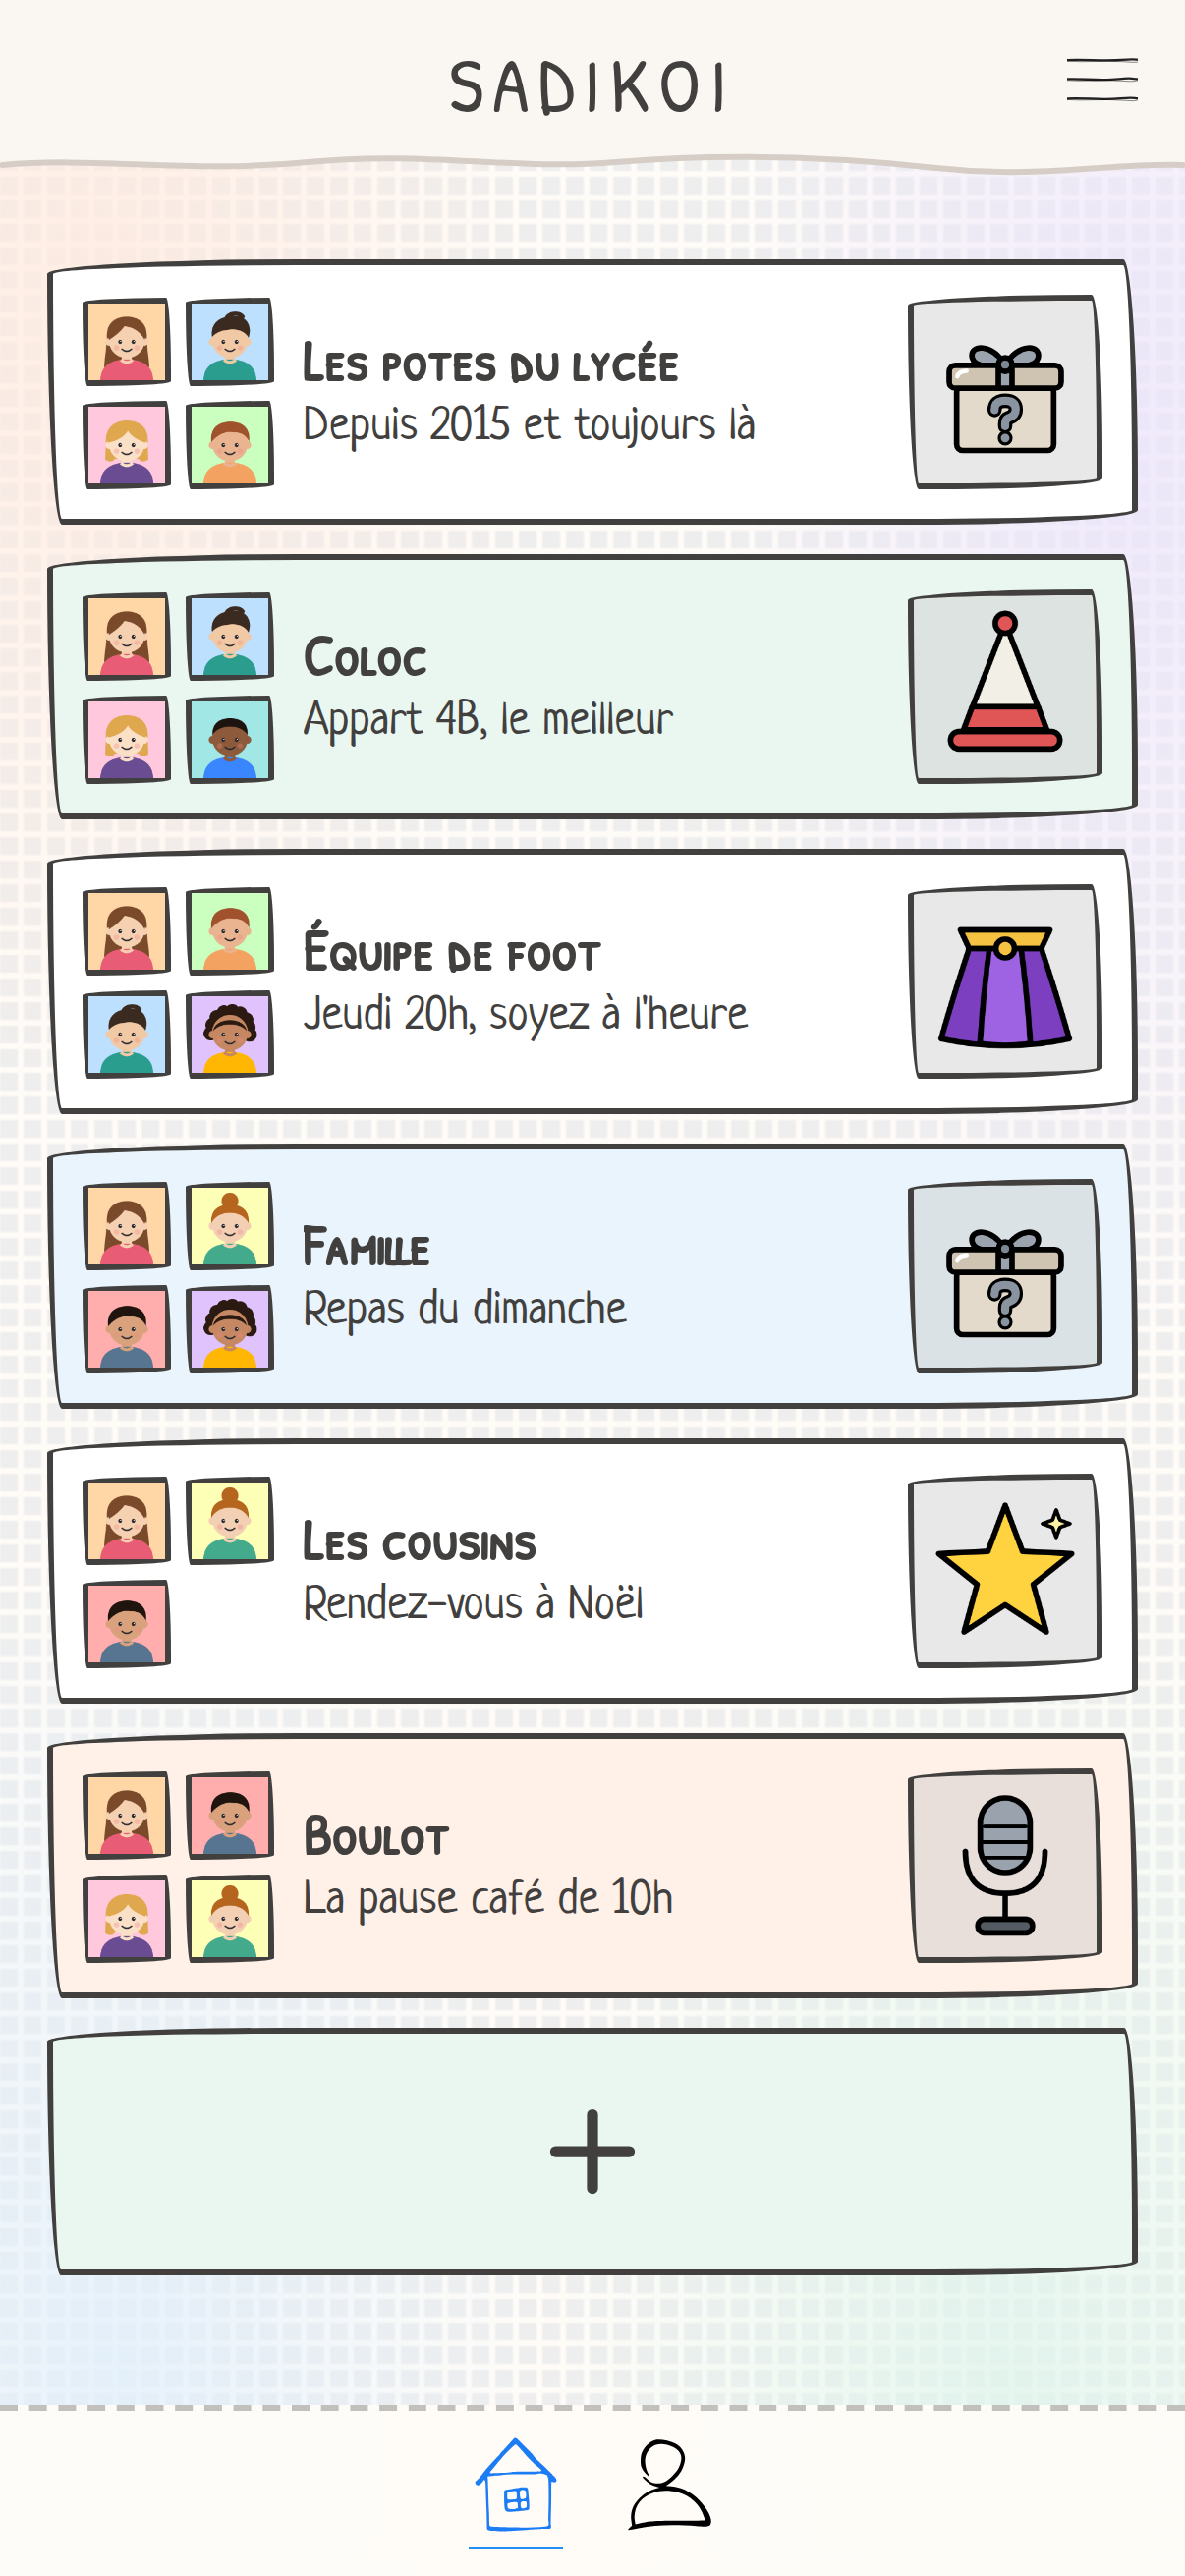 SADIKOI
Les potes du lycée
Depuis 2015 et toujours là
Coloc
Appart 4B, le meilleur
Équipe de foot
Jeudi 20h, soyez à l'heure
Famille
Repas du dimanche
Les cousins
Rendez-vous à Noël
Boulot
La pause café de 10h